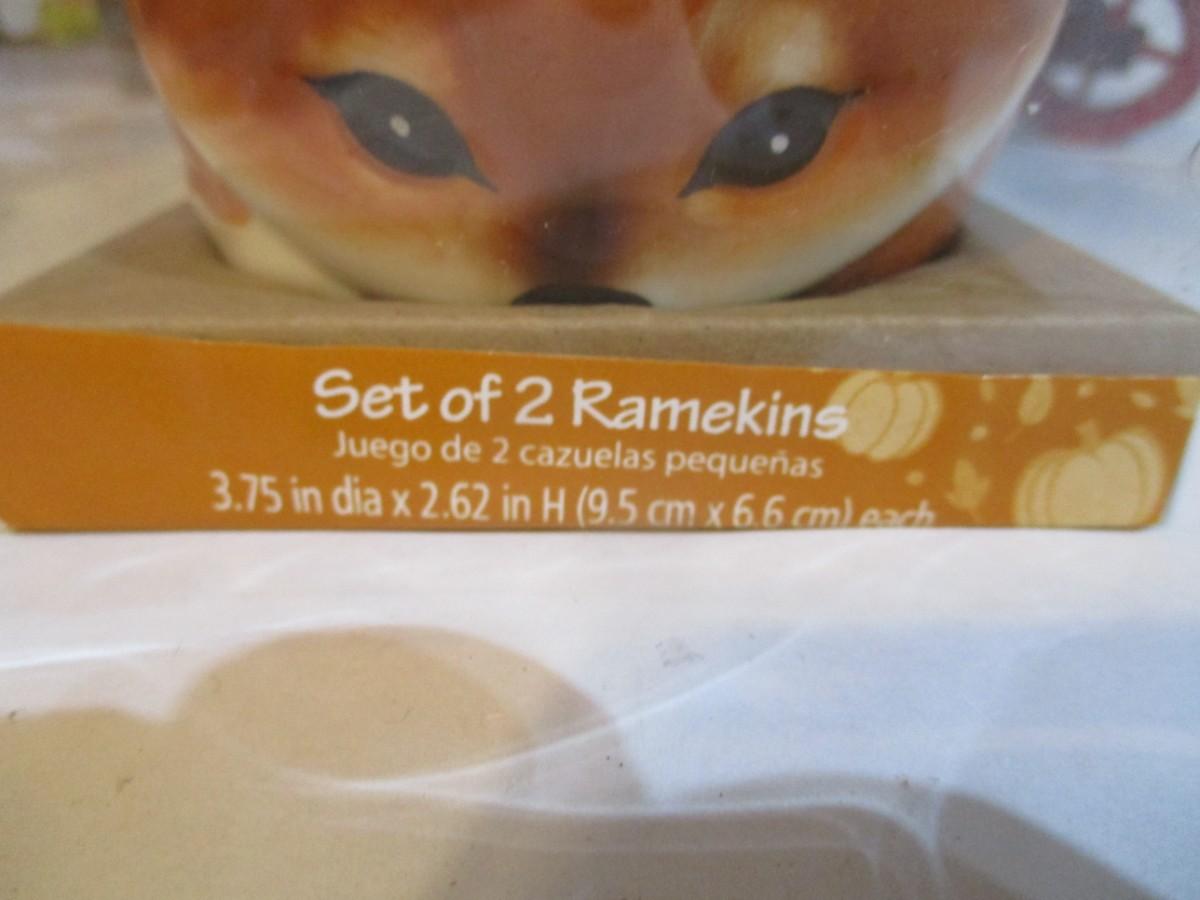 Set of 2 Ramekins
Juego de 2 cazuelas pequeñas
3.75 in dia x 2.62 in H (9.5 cm x 6.6 cm) each